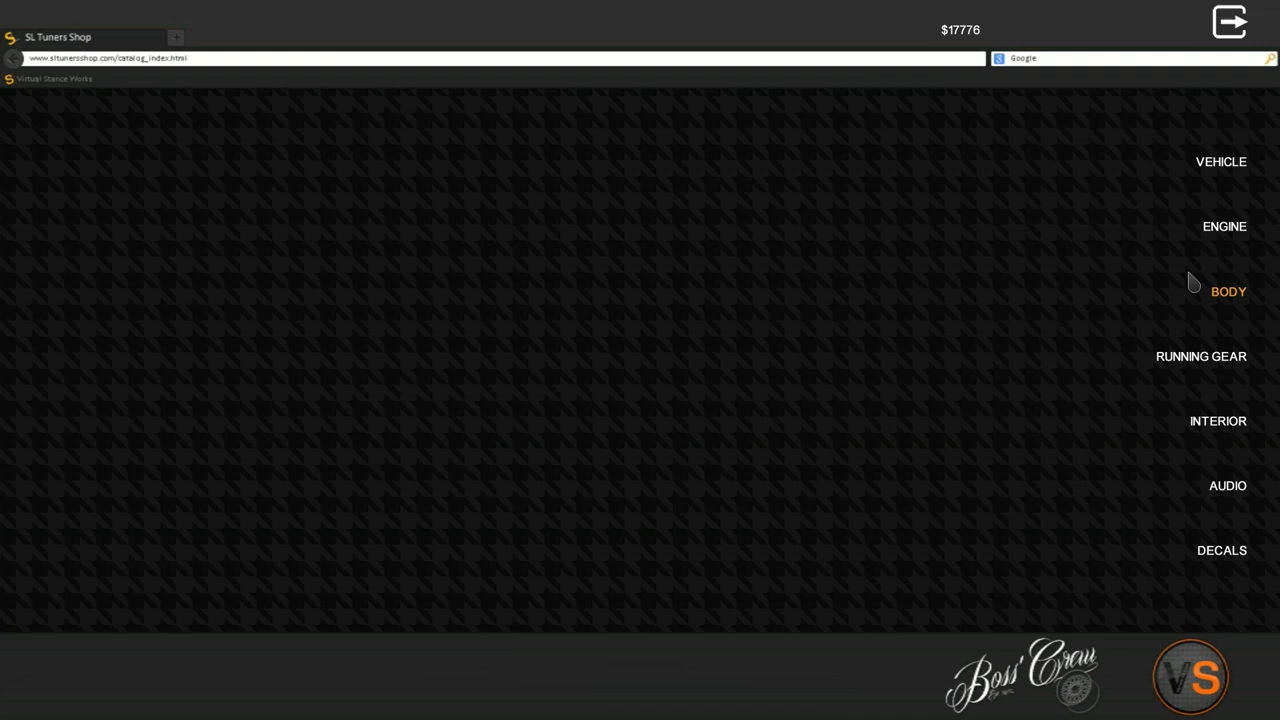 $17776
SL Tuners Shop
+
www.sltunersshop.com/catalog_index.html
Google
Virtual Stance Works
VEHICLE
ENGINE
BODY
RUNNING GEAR
INTERIOR
AUDIO
DECALS
Boss' Crew
VS